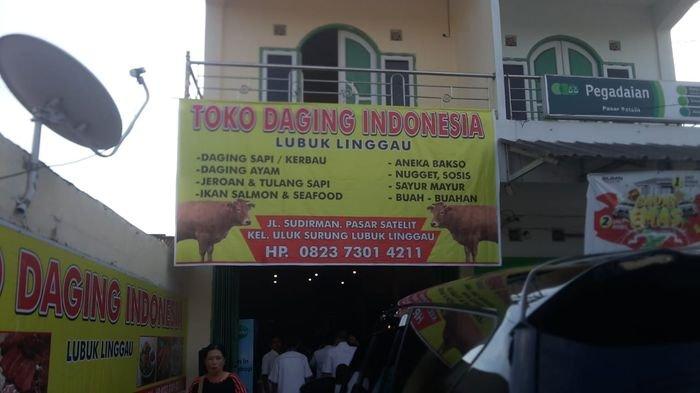 TOKO DAGING INDONESIA
LUBUK LINGGAU
-DAGING SAPI / KERBAU
-DAGING AYAM
-JEROAN & TULANG SAPI
-IKAN SALMON & SEAFOOD
- ANEKA BAKSO
- NUGGET, SOSIS
- SAYUR MAYUR
- BUAH - BUAHAN
JL. SUDIRMAN. PASAR SATELIT
KEL. ULUK SURUNG LUBUK LINGGAU
HP. 0823 7301 4211
Pegadaian
Pasar Satelit
DAGING INDONESIA
LUBUK LINGGAU